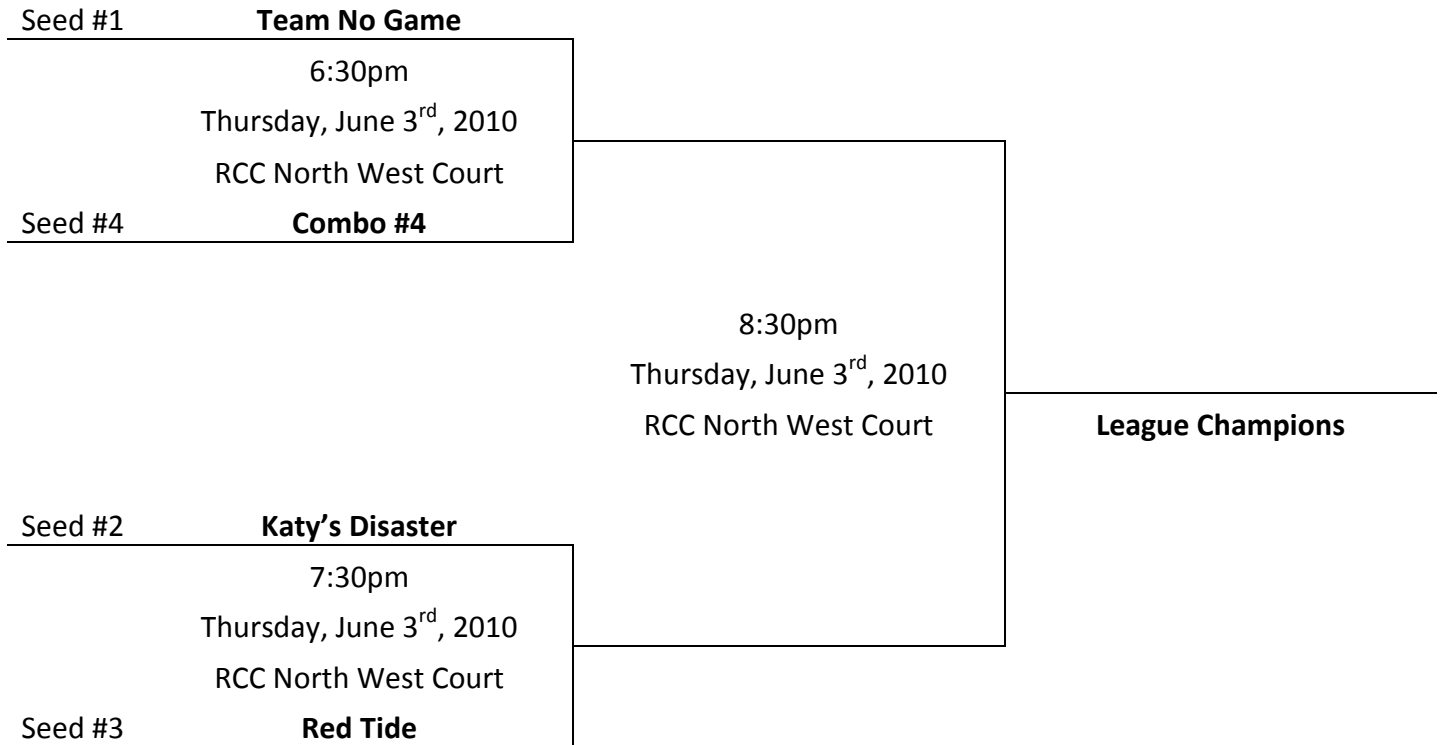 Seed #1 Team No Game
6:30pm
Thursday, June 3rd, 2010
RCC North West Court
Seed #4 Combo #4
8:30pm
Thursday, June 3rd, 2010
RCC North West Court
League Champions
Seed #2 Katy’s Disaster
7:30pm
Thursday, June 3rd, 2010
RCC North West Court
Seed #3 Red Tide